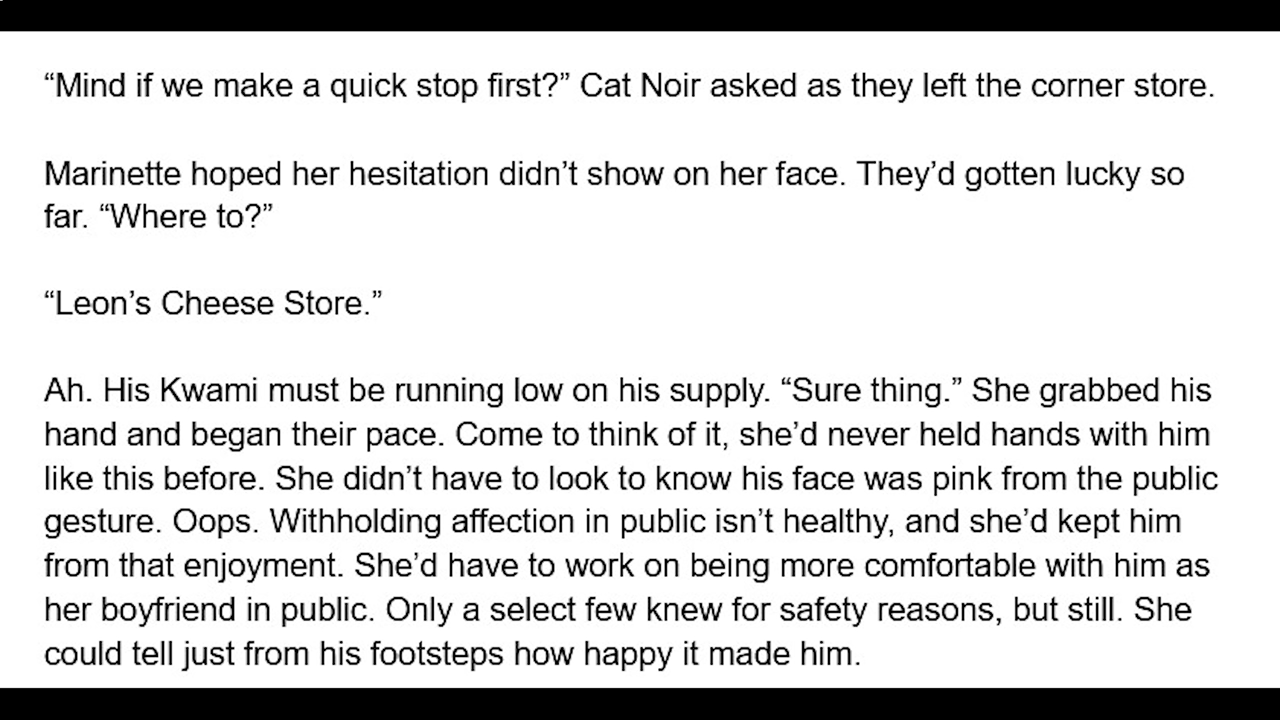 “Mind if we make a quick stop first?” Cat Noir asked as they left the corner store.
Marinette hoped her hesitation didn’t show on her face. They’d gotten lucky so
far. “Where to?”
“Leon’s Cheese Store.”
Ah. His Kwami must be running low on his supply. “Sure thing.” She grabbed his
hand and began their pace. Come to think of it, she’d never held hands with him
like this before. She didn’t have to look to know his face was pink from the public
gesture. Oops. Withholding affection in public isn’t healthy, and she’d kept him
from that enjoyment. She’d have to work on being more comfortable with him as
her boyfriend in public. Only a select few knew for safety reasons, but still. She
could tell just from his footsteps how happy it made him.